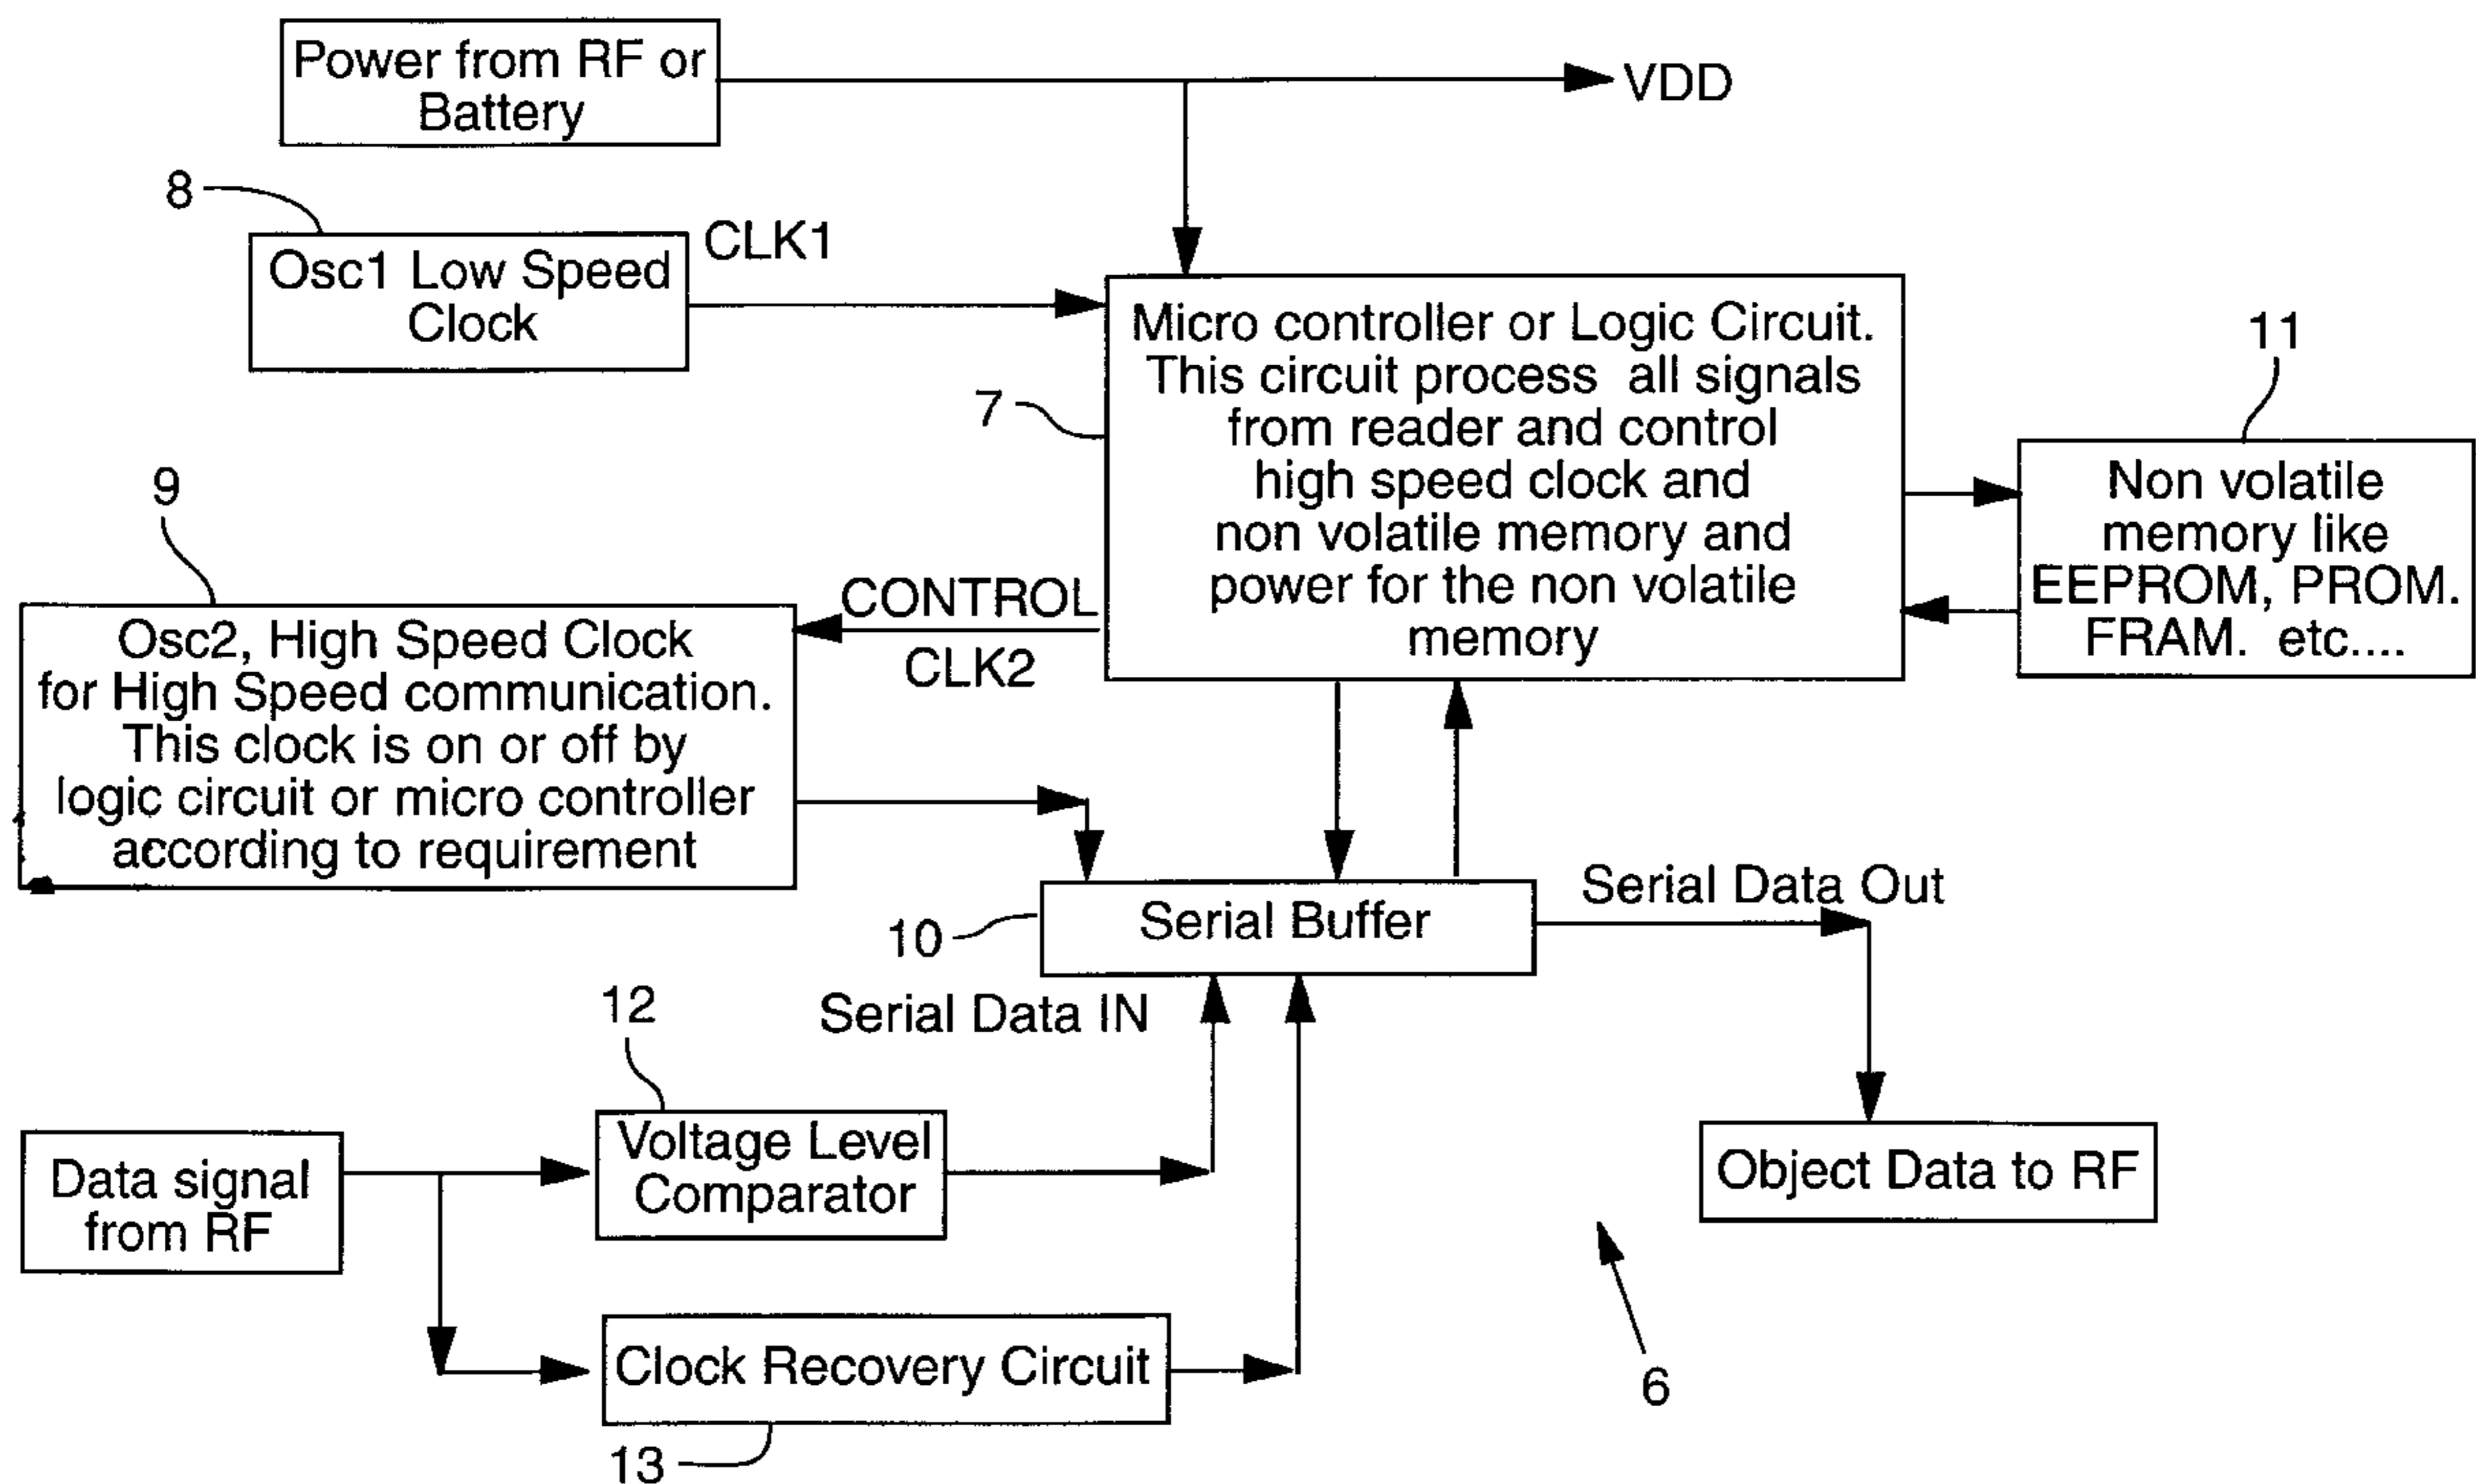 Power from RF or
Battery
VDD
8
CLK1
Osc1 Low Speed
Clock
Micro controller or Logic Circuit.
This circuit process all signals
from reader and control
high speed clock and
non volatile memory and
power for the non volatile
memory
7
11
Non volatile
memory like
EEPROM, PROM.
FRAM. etc....
9
CONTROL
CLK2
Osc2, High Speed Clock
for High Speed communication.
This clock is on or off by
logic circuit or micro controller
according to requirement
10
Serial Buffer
Serial Data Out
Serial Data IN
12
Voltage Level
Comparator
Data signal
from RF
Object Data to RF
Clock Recovery Circuit
13
6